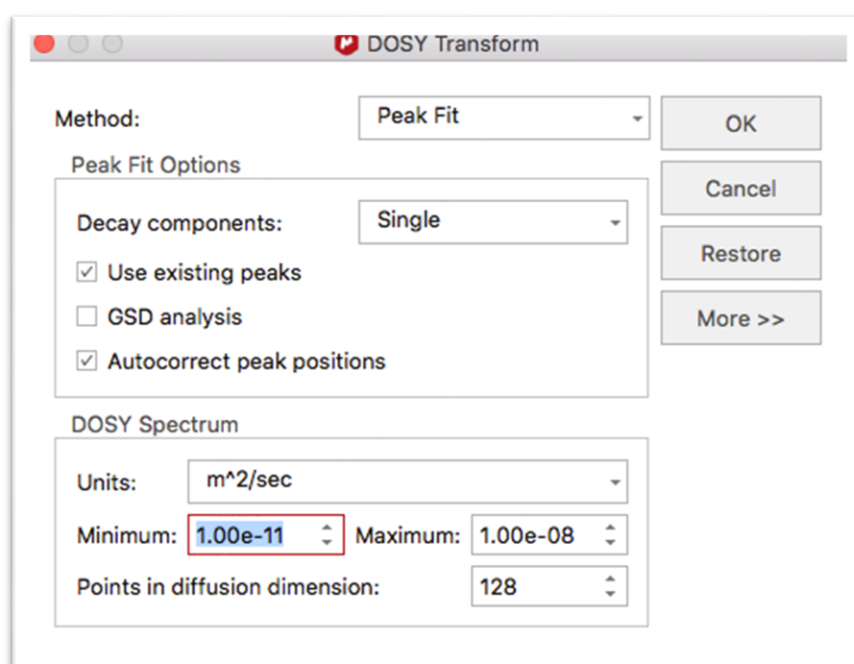 DOSY Transform
Method: Peak Fit OK
Peak Fit Options
Cancel
Decay components: Single
Restore
Use existing peaks
GSD analysis
More >>
Autocorrect peak positions
DOSY Spectrum
Units: m^2/sec
Minimum: 1.00e-11 Maximum: 1.00e-08
Points in diffusion dimension: 128